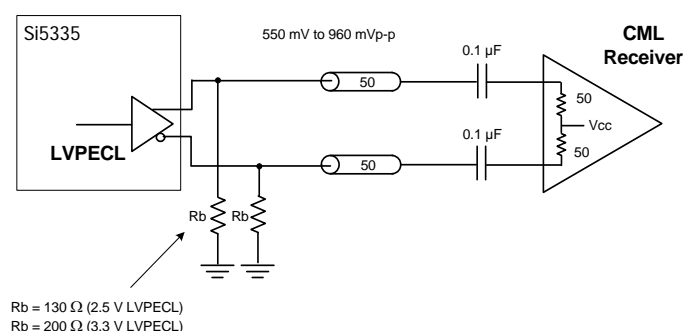 Si5335
550 mV to 960 mVp-p
CML
Receiver
0.1 µF
50
50
Vcc
50
0.1 µF
LVPECL
50
Rb
Rb
Rb = 130 Ω (2.5 V LVPECL)
Rb = 200 Ω (3.3 V LVPECL)